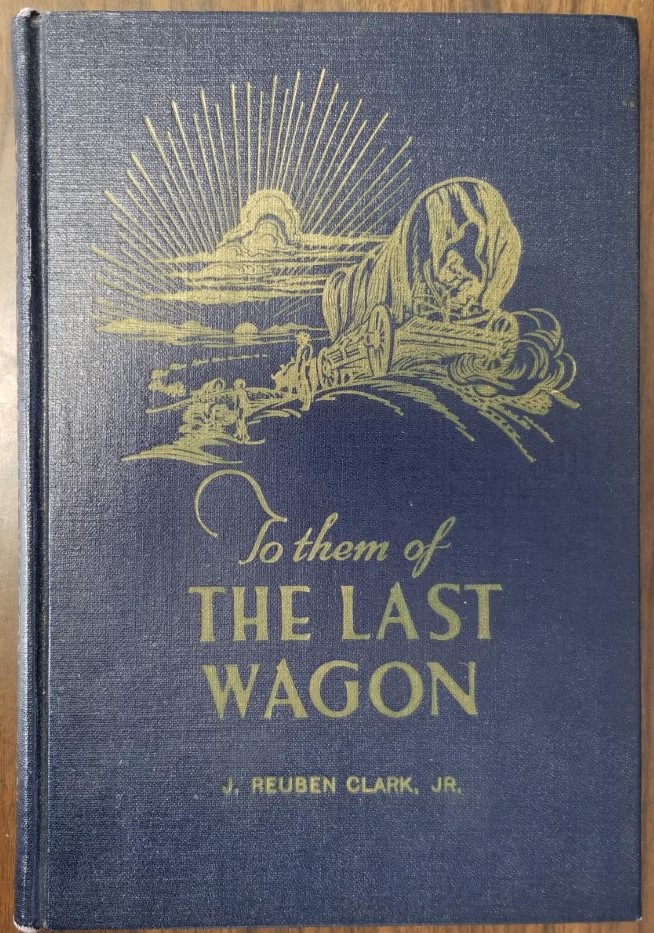 To them of
THE LAST
WAGON
J. REUBEN CLARK, JR.